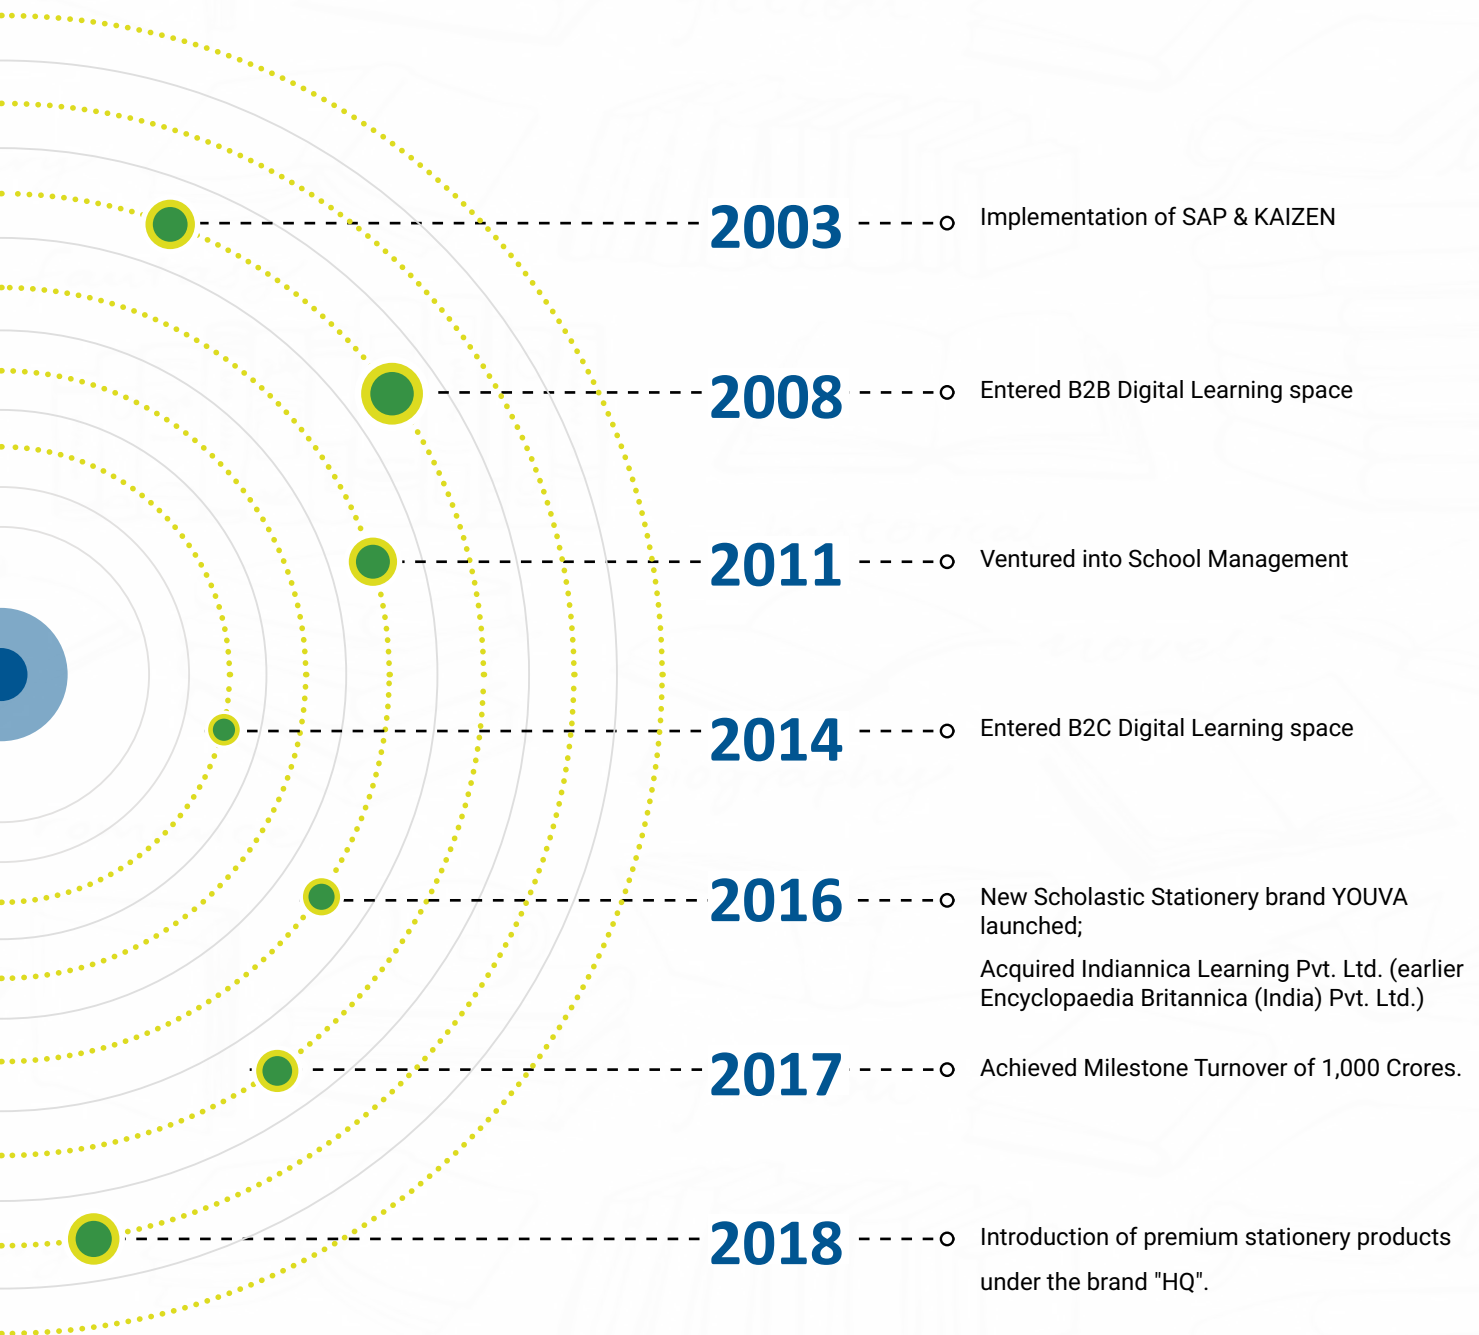 2003
Implementation of SAP & KAIZEN
2008
Entered B2B Digital Learning space
2011
Ventured into School Management
2014
Entered B2C Digital Learning space
2016
New Scholastic Stationery brand YOUVA
launched;
Acquired Indiannica Learning Pvt. Ltd. (earlier
Encyclopaedia Britannica (India) Pvt. Ltd.)
2017
Achieved Milestone Turnover of 1,000 Crores.
2018
Introduction of premium stationery products
under the brand "HQ".